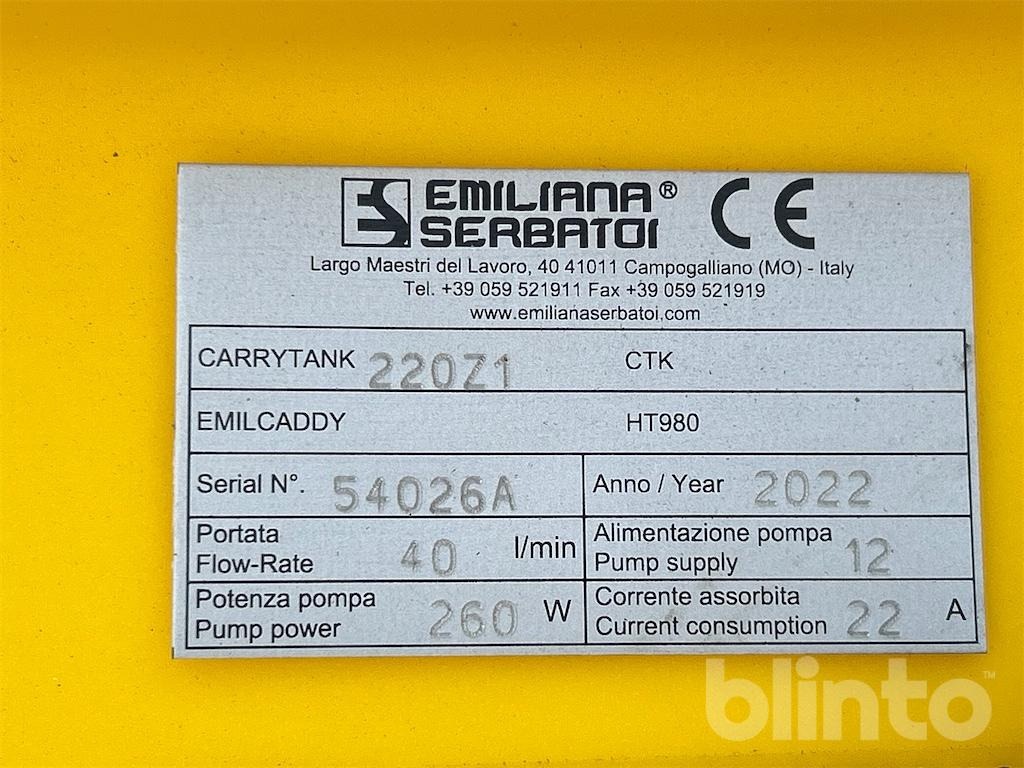 EMILIANA®
SERBATOI
CE
Largo Maestri del Lavoro, 40 41011 Campogalliano (MO) - Italy
Tel. +39 059 521911 Fax +39 059 521919
www.emilianaserbatoi.com
CARRYTANK 220Z1 CTK
EMILCADDY HT980
Serial N°. 54026A Anno / Year 2022
Portata
Flow-Rate 40 l/min
Alimentazione pompa
Pump supply 12
Potenza pompa
Pump power 260 W
Corrente assorbita
Current consumption 22 A
blinto™